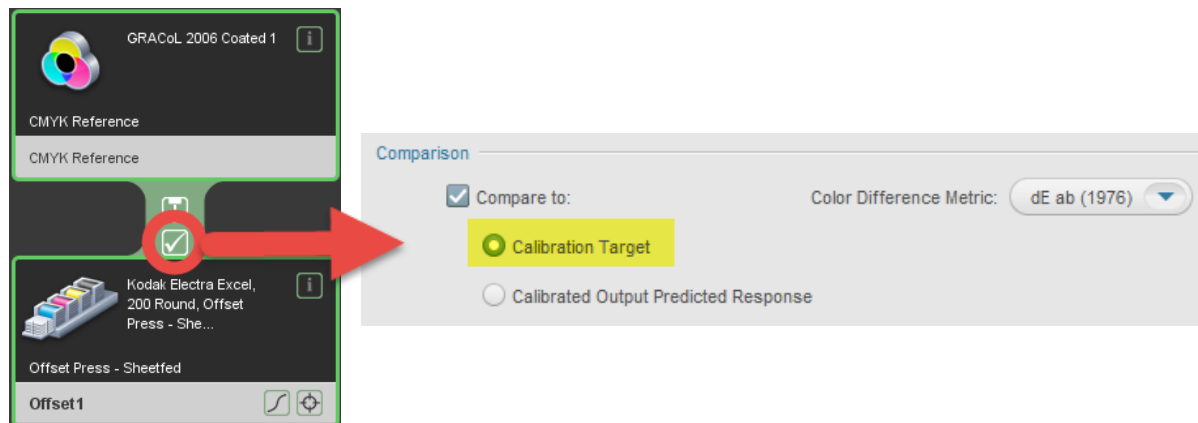 GRACoL 2006 Coated 1
CMYK Reference
CMYK Reference
Kodak Electra Excel,
200 Round, Offset
Press - She...
Offset Press - Sheetfed
Offset1
Comparison
Compare to:
Color Difference Metric: dE ab (1976)
Calibration Target
Calibrated Output Predicted Response